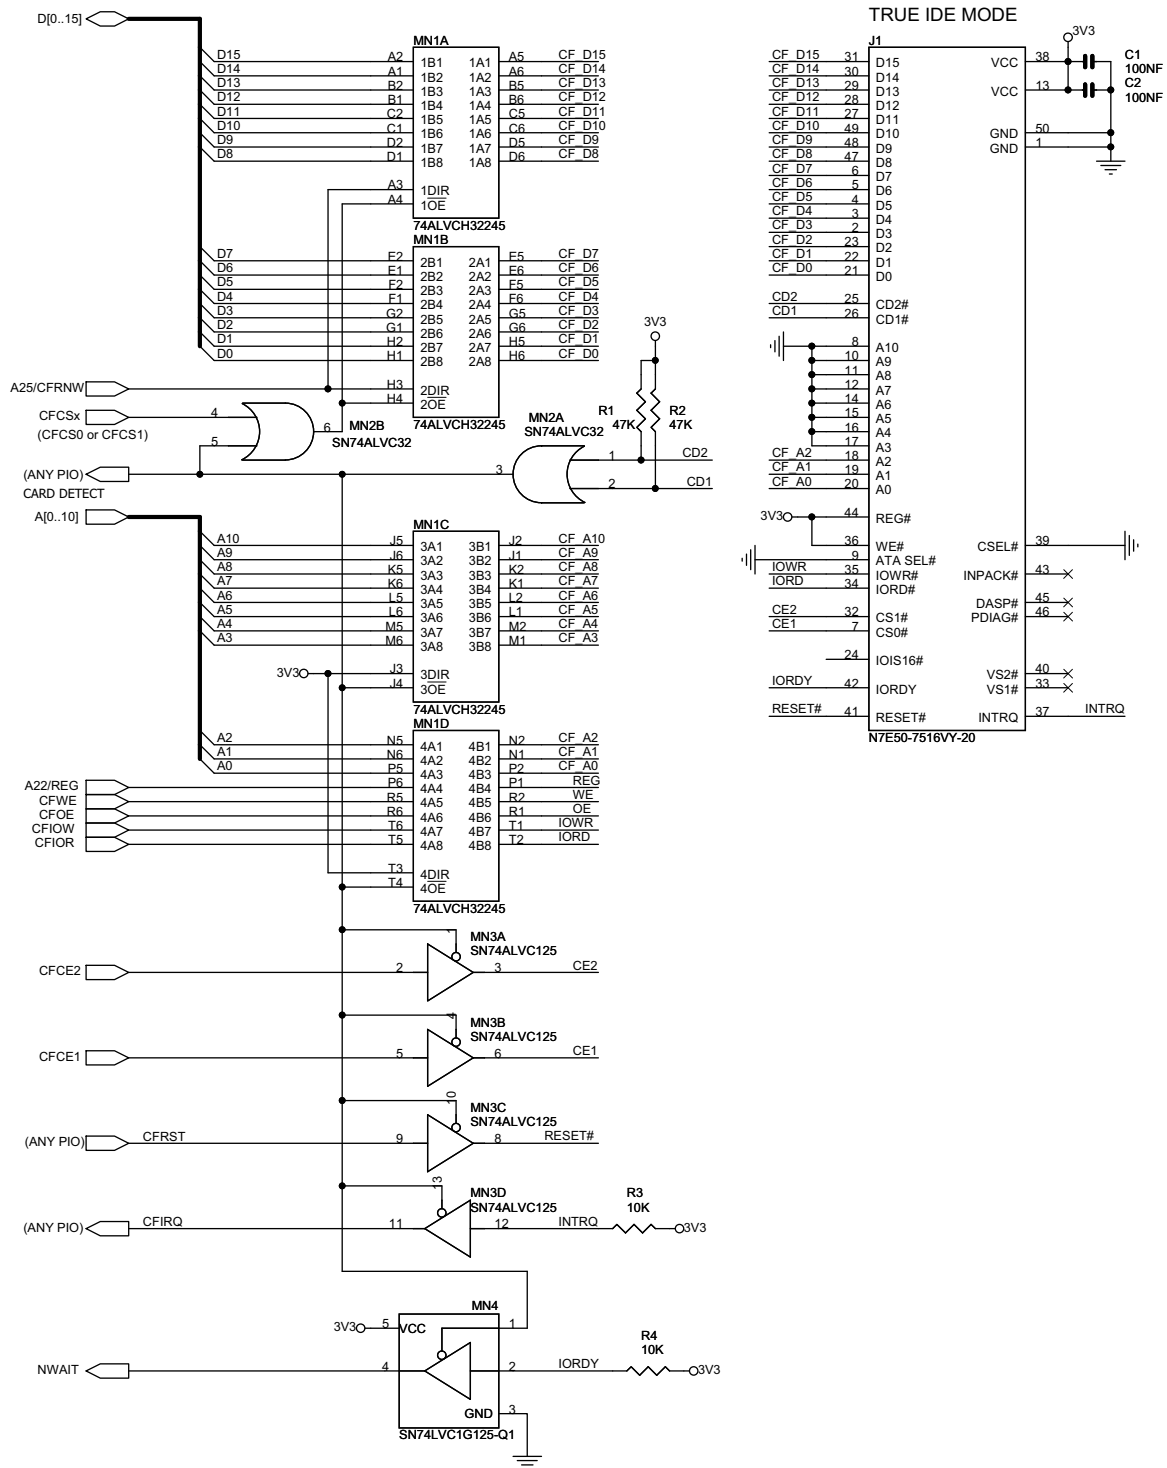 D[0..15]
TRUE IDE MODE
MN1A
D15 A2 1B1 1A1 A5 CF_D15
D14 A1 1B2 1A2 A6 CF_D14
D13 B2 1B3 1A3 B5 CF_D13
D12 B1 1B4 1A4 B6 CF_D12
D11 C2 1B5 1A5 C5 CF_D11
D10 C1 1B6 1A6 C6 CF_D10
D9 D2 1B7 1A7 D5 CF_D9
D8 D1 1B8 1A8 D6 CF_D8
A3 1DIR
A4 1OE
74ALVCH32245
MN1B
D7 E2 2B1 2A1 E5 CF_D7
D6 E1 2B2 2A2 E6 CF_D6
D5 F2 2B3 2A3 F5 CF_D5
D4 F1 2B4 2A4 F6 CF_D4
D3 G2 2B5 2A5 G5 CF_D3
D2 G1 2B6 2A6 G6 CF_D2
D1 H2 2B7 2A7 H5 CF_D1
D0 H1 2B8 2A8 H6 CF_D0
A25/CFRNW H3 2DIR
H4 2OE
74ALVCH32245
CFCSx 4
(CFCS0 or CFCS1)
5 6
MN2B
SN74ALVC32
3V3
R1
47K
R2
47K
MN2A
SN74ALVC32
1 CD2
2 CD1
3
(ANY PIO)
CARD DETECT
A[0..10]
MN1C
A10 J5 3A1 3B1 J2 CF_A10
A9 J6 3A2 3B2 J1 CF_A9
A8 K5 3A3 3B3 K2 CF_A8
A7 K6 3A4 3B4 K1 CF_A7
A6 L5 3A5 3B5 L2 CF_A6
A5 L6 3A6 3B6 L1 CF_A5
A4 M5 3A7 3B7 M2 CF_A4
A3 M6 3A8 3B8 M1 CF_A3
3V3 J3 3DIR
J4 3OE
74ALVCH32245
MN1D
A2 N5 4A1 4B1 N2 CF_A2
A1 N6 4A2 4B2 N1 CF_A1
A0 P5 4A3 4B3 P2 CF_A0
A22/REG P6 4A4 4B4 P1 REG
CFWE R5 4A5 4B5 R2 WE
CFOE R6 4A6 4B6 R1 OE
CFIOW T6 4A7 4B7 T1 IOWR
CFIOR T5 4A8 4B8 T2 IORD
T3 4DIR
T4 4OE
74ALVCH32245
1 MN3A
SN74ALVC125
CFCE2 2 3 CE2
4 MN3B
SN74ALVC125
CFCE1 5 6 CE1
10 MN3C
SN74ALVC125
(ANY PIO) CFRST 9 8 RESET#
13 MN3D
SN74ALVC125
R3
10K
(ANY PIO) CFIRQ 11 12 INTRQ 3V3
MN4
3V3 5 VCC 1
R4
10K
NWAIT 4 2 IORDY 3V3
GND 3
SN74LVC1G125-Q1
J1
3V3
CF_D15 31 D15 VCC 38
CF_D14 30 D14
CF_D13 29 D13 VCC 13
CF_D12 28 D12
CF_D11 27 D11
CF_D10 49 D10 GND 50
CF_D9 48 D9 GND 1
CF_D8 47 D8
CF_D7 6 D7
CF_D6 5 D6
CF_D5 4 D5
CF_D4 3 D4
CF_D3 2 D3
CF_D2 23 D2
CF_D1 22 D1
CF_D0 21 D0
C1
100NF
C2
100NF
CD2 25 CD2#
CD1 26 CD1#
8 A10
10 A9
11 A8
12 A7
14 A6
15 A5
16 A4
17 A3
CF_A2 18 A2
CF_A1 19 A1
CF_A0 20 A0
3V3 44 REG#
36 WE# CSEL# 39
9 ATA SEL#
IOWR 35 IOWR# INPACK# 43
IORD 34 IORD#
DASP# 45
CE2 32 CS1# PDIAG# 46
CE1 7 CS0#
24 IOIS16#
VS2# 40
IORDY 42 IORDY VS1# 33
RESET# 41 RESET# INTRQ 37 INTRQ
N7E50-7516VY-20